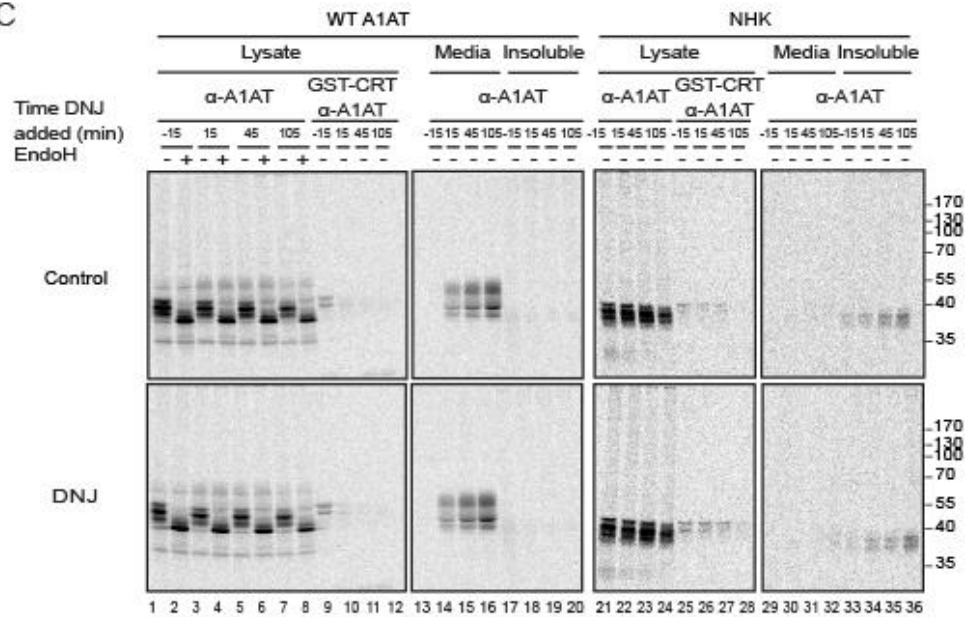 C
WT A1AT NHK
Lysate Media Insoluble Lysate Media Insoluble
α-A1AT GST-CRT α-A1AT α-A1AT α-A1AT GST-CRT α-A1AT α-A1AT
Time DNJ added (min) -15 15 45 105 -15 15 45 105 -15 15 45 105 -15 15 45 105 -15 15 45 105 -15 15 45 105 -15 15 45 105 -15 15 45 105
EndoH - + - + - + - + - - - - - - - - - - - - - - - - - - - - - - - - - - - -
Control
170
130
100
70
55
40
35
DNJ
170
130
100
70
55
40
35
1 2 3 4 5 6 7 8 9 10 11 12 13 14 15 16 17 18 19 20 21 22 23 24 25 26 27 28 29 30 31 32 33 34 35 36